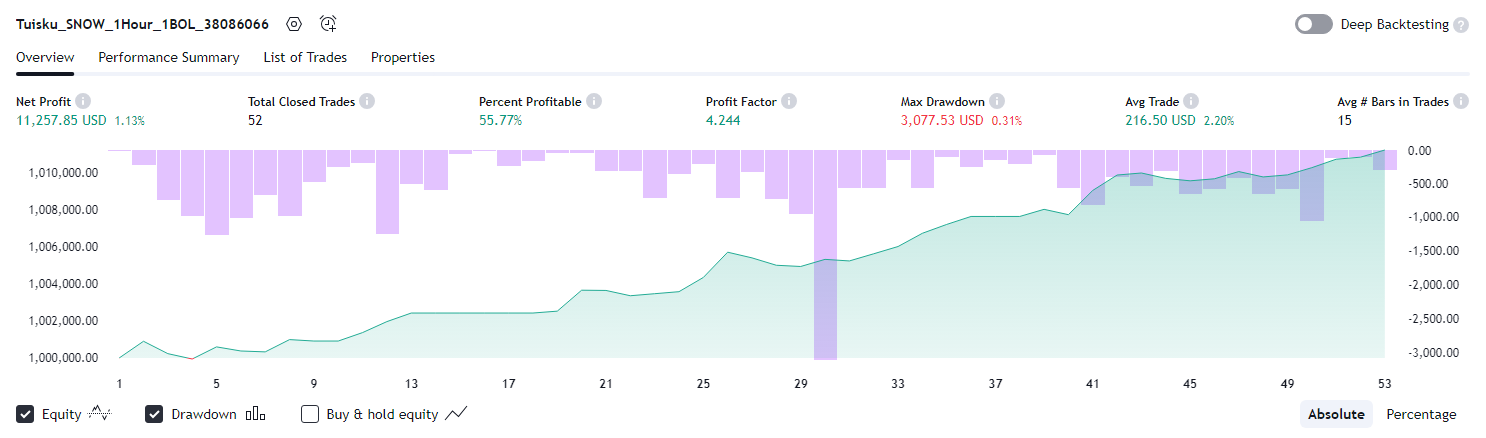 Tuisku_SNOW_1Hour_1BOL_38086066 Deep Backtesting ?
Overview Performance Summary List of Trades Properties
Net Profit i Total Closed Trades i Percent Profitable i Profit Factor i Max Drawdown i Avg Trade i Avg # Bars in Trades i
11,257.85 USD 1.13% 52 55.77% 4.244 3,077.53 USD 0.31% 216.50 USD 2.20% 15
0.00
1,010,000.00 -500.00
1,008,000.00 -1,000.00
1,006,000.00 -1,500.00
1,004,000.00 -2,000.00
1,002,000.00 -2,500.00
1,000,000.00 -3,000.00
1 5 9 13 17 21 25 29 33 37 41 45 49 53
Equity Drawdown Buy & hold equity Absolute Percentage